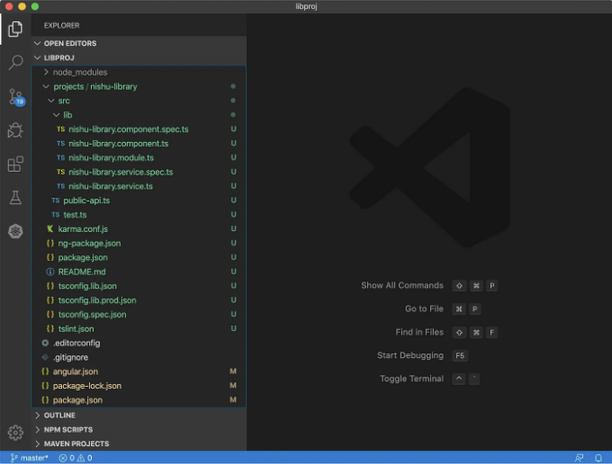 libproj
EXPLORER
OPEN EDITORS
LIBPROJ
node_modules
projects / nishu-library
src
lib
TS nishu-library.component.spec.ts U
TS nishu-library.component.ts U
TS nishu-library.module.ts U
TS nishu-library.service.spec.ts U
TS nishu-library.service.ts U
TS public-api.ts U
TS test.ts U
karma.conf.js U
{} ng-package.json U
{} package.json U
README.md U
{} tsconfig.lib.json U
{} tsconfig.lib.prod.json U
{} tsconfig.spec.json U
{} tslint.json U
.editorconfig
.gitignore
{} angular.json M
{} package-lock.json M
{} package.json M
OUTLINE
NPM SCRIPTS
MAVEN PROJECTS
Show All Commands ⇧ ⌘ P
Go to File ⌘ P
Find in Files ⇧ ⌘ F
Start Debugging F5
Toggle Terminal ^ `
master* 0 0